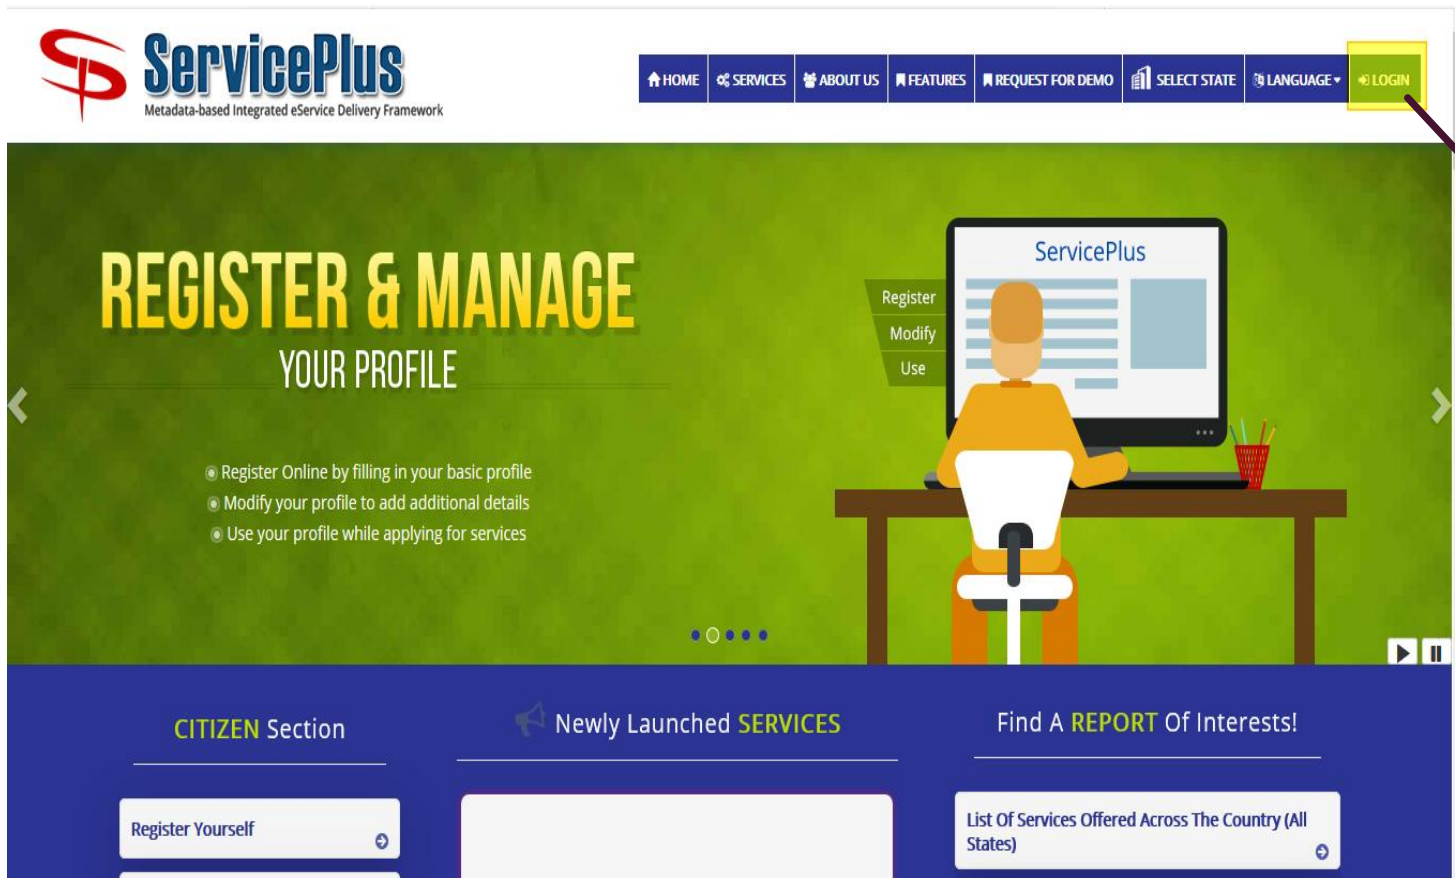 ServicePlus
Metadata-based Integrated eService Delivery Framework
HOME SERVICES ABOUT US FEATURES REQUEST FOR DEMO SELECT STATE LANGUAGE LOGIN
REGISTER & MANAGE
YOUR PROFILE
Register Online by filling in your basic profile
Modify your profile to add additional details
Use your profile while applying for services
ServicePlus
Register
Modify
Use
CITIZEN Section
Register Yourself
Newly Launched SERVICES
Find A REPORT Of Interests!
List Of Services Offered Across The Country (All
States)